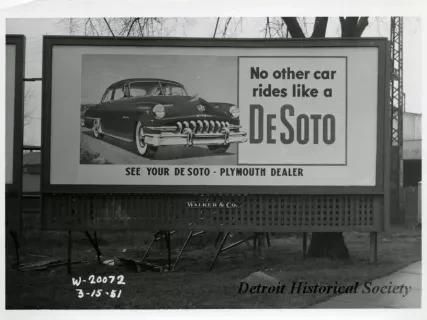 No other car
rides like a
DeSoto
SEE YOUR DE SOTO - PLYMOUTH DEALER
WALKER & CO.
W-20072
3-15-51
Detroit Historical Society